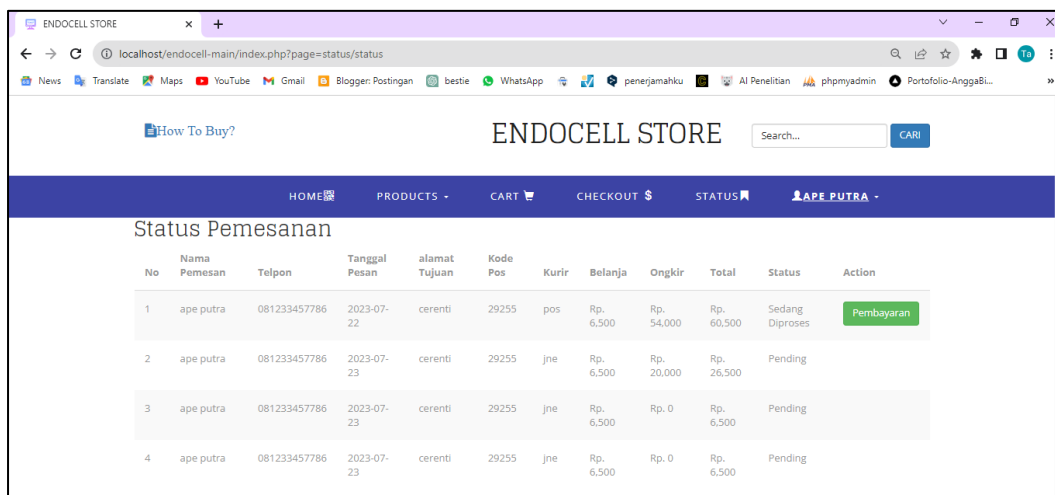 ENDOCELL STORE
localhost/endocell-main/index.php?page=status/status
Ta
News Translate Maps YouTube Gmail Blogger: Postingan bestie WhatsApp penerjamahku AI Penelitian phpmyadmin Portofolio-AnggaBi... »
How To Buy? ENDOCELL STORE Search... CARI
HOME PRODUCTS CART CHECKOUT $ STATUS APE PUTRA
Status Pemesanan
No Nama Pemesan Telpon Tanggal Pesan alamat Tujuan Kode Pos Kurir Belanja Ongkir Total Status Action
1 ape putra 081233457786 2023-07-22 cerenti 29255 pos Rp. 6,500 Rp. 54,000 Rp. 60,500 Sedang Diproses Pembayaran
2 ape putra 081233457786 2023-07-23 cerenti 29255 jne Rp. 6,500 Rp. 20,000 Rp. 26,500 Pending
3 ape putra 081233457786 2023-07-23 cerenti 29255 jne Rp. 6,500 Rp. 0 Rp. 6,500 Pending
4 ape putra 081233457786 2023-07-23 cerenti 29255 jne Rp. 6,500 Rp. 0 Rp. 6,500 Pending